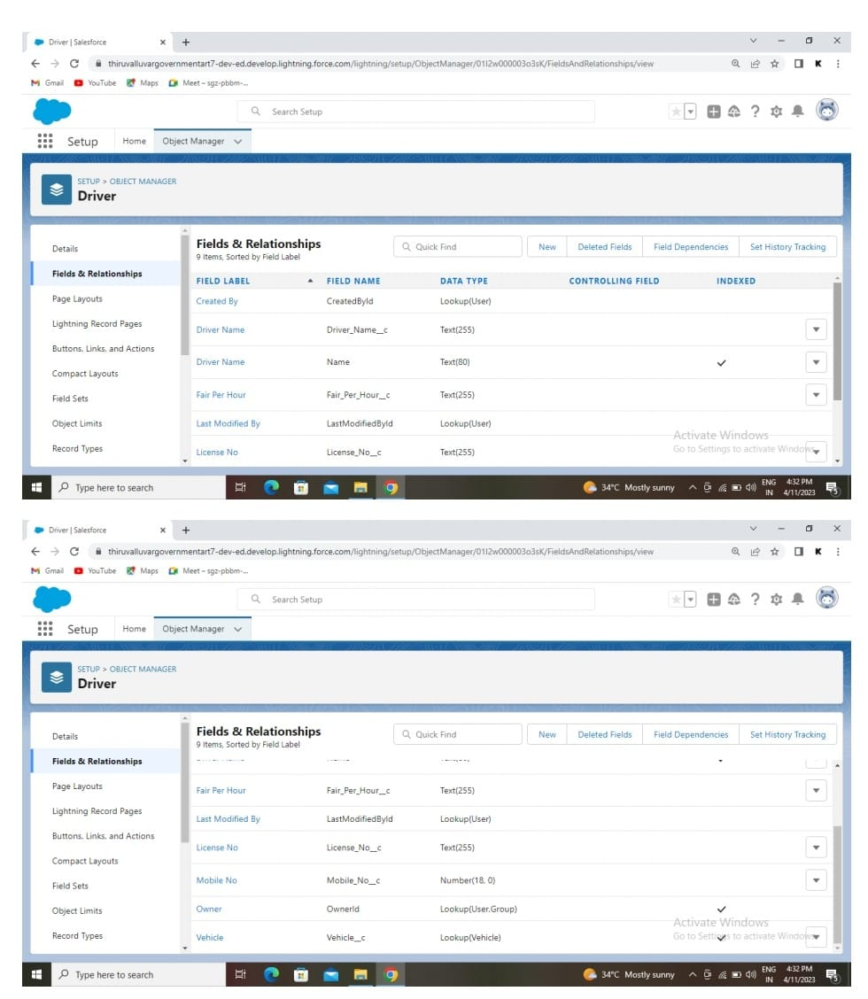 Driver | Salesforce
thiruvalluvargovernmentart7-dev-ed.develop.lightning.force.com/lightning/setup/ObjectManager/01I2w000003o3sK/FieldsAndRelationships/view K
Gmail YouTube Maps Meet – sgz-pbbm-...
Search Setup
Setup Home Object Manager
SETUP > OBJECT MANAGER
Driver
Details
Fields & Relationships
Page Layouts
Lightning Record Pages
Buttons, Links, and Actions
Compact Layouts
Field Sets
Object Limits
Record Types
Fields & Relationships
9 Items, Sorted by Field Label
Quick Find New Deleted Fields Field Dependencies Set History Tracking
FIELD LABEL FIELD NAME DATA TYPE CONTROLLING FIELD INDEXED
Created By CreatedById Lookup(User)
Driver Name Driver_Name__c Text(255)
Driver Name Name Text(80)
Fair Per Hour Fair_Per_Hour__c Text(255)
Last Modified By LastModifiedById Lookup(User)
License No License_No__c Text(255)
Activate Windows
Go to Settings to activate Windows
Type here to search 34°C Mostly sunny ENG 4:32 PM
IN 4/11/2023 5
Driver | Salesforce
thiruvalluvargovernmentart7-dev-ed.develop.lightning.force.com/lightning/setup/ObjectManager/01I2w000003o3sK/FieldsAndRelationships/view K
Gmail YouTube Maps Meet – sgz-pbbm-...
Search Setup
Setup Home Object Manager
SETUP > OBJECT MANAGER
Driver
Details
Fields & Relationships
Page Layouts
Lightning Record Pages
Buttons, Links, and Actions
Compact Layouts
Field Sets
Object Limits
Record Types
Fields & Relationships
9 Items, Sorted by Field Label
Quick Find New Deleted Fields Field Dependencies Set History Tracking
Fair Per Hour Fair_Per_Hour__c Text(255)
Last Modified By LastModifiedById Lookup(User)
License No License_No__c Text(255)
Mobile No Mobile_No__c Number(18, 0)
Owner OwnerId Lookup(User,Group)
Vehicle Vehicle__c Lookup(Vehicle)
Activate Windows
Go to Settings to activate Windows
Type here to search 34°C Mostly sunny ENG 4:32 PM
IN 4/11/2023 5